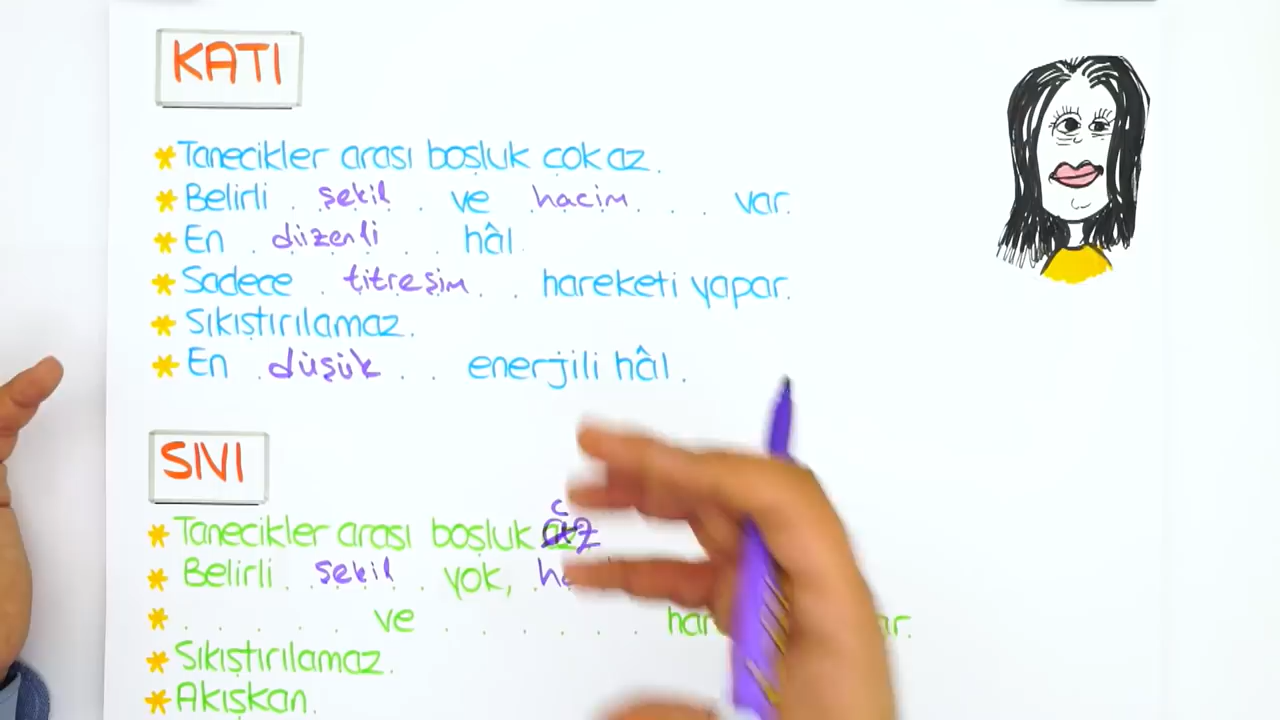 KATI
* Tanecikler arası boşluk çok az.
* Belirli . şekil . ve . hacim . . . var.
* En . düzenli . . hâl.
* Sadece . titreşim . . hareketi yapar.
* Sıkıştırılamaz.
* En . düşük . . enerjili hâl.
SIVI
* Tanecikler arası boşluk az
* Belirli . şekil . . yok,
* . . . . . . ve . . . . . .
* Sıkıştırılamaz.
* Akışkan.